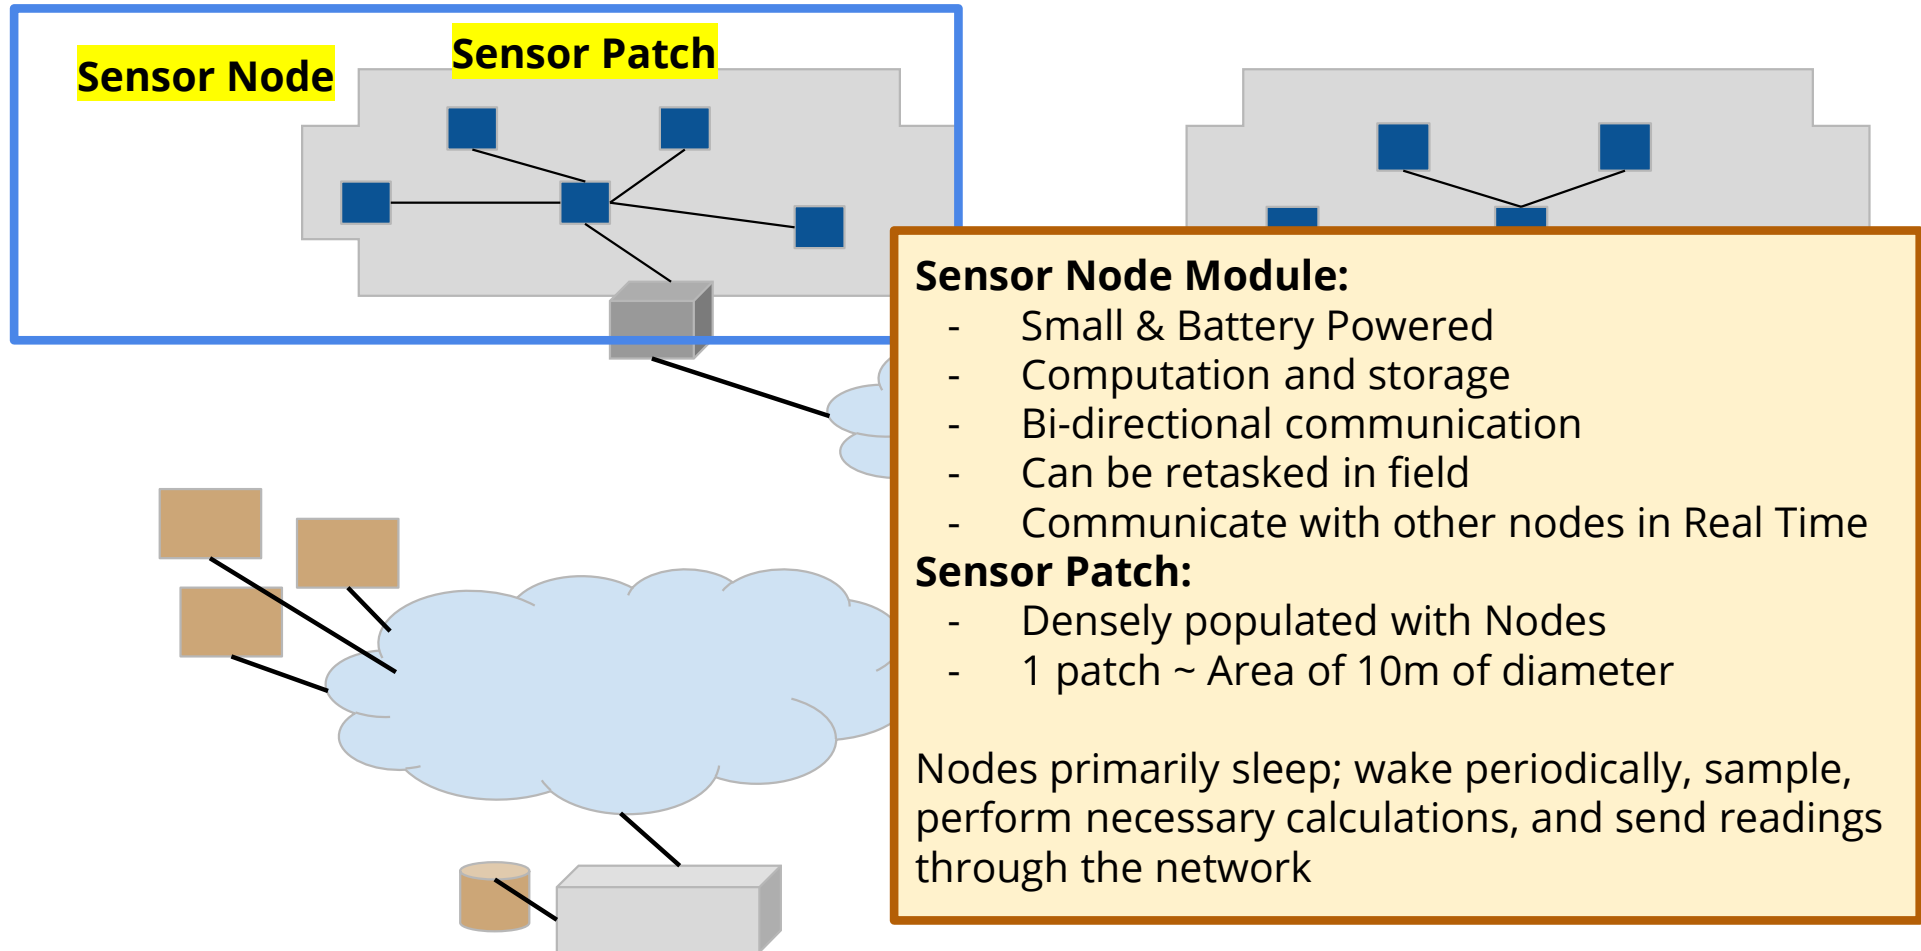 Sensor Node
Sensor Patch
Sensor Node Module:
- Small & Battery Powered
- Computation and storage
- Bi-directional communication
- Can be retasked in field
- Communicate with other nodes in Real Time
Sensor Patch:
- Densely populated with Nodes
- 1 patch ~ Area of 10m of diameter
Nodes primarily sleep; wake periodically, sample,
perform necessary calculations, and send readings
through the network